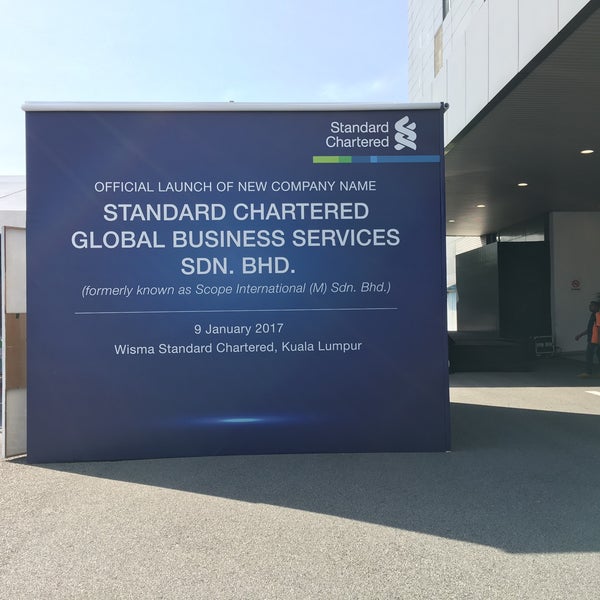 Standard
Chartered
OFFICIAL LAUNCH OF NEW COMPANY NAME
STANDARD CHARTERED
GLOBAL BUSINESS SERVICES
SDN. BHD.
(formerly known as Scope International (M) Sdn. Bhd.)
9 January 2017
Wisma Standard Chartered, Kuala Lumpur